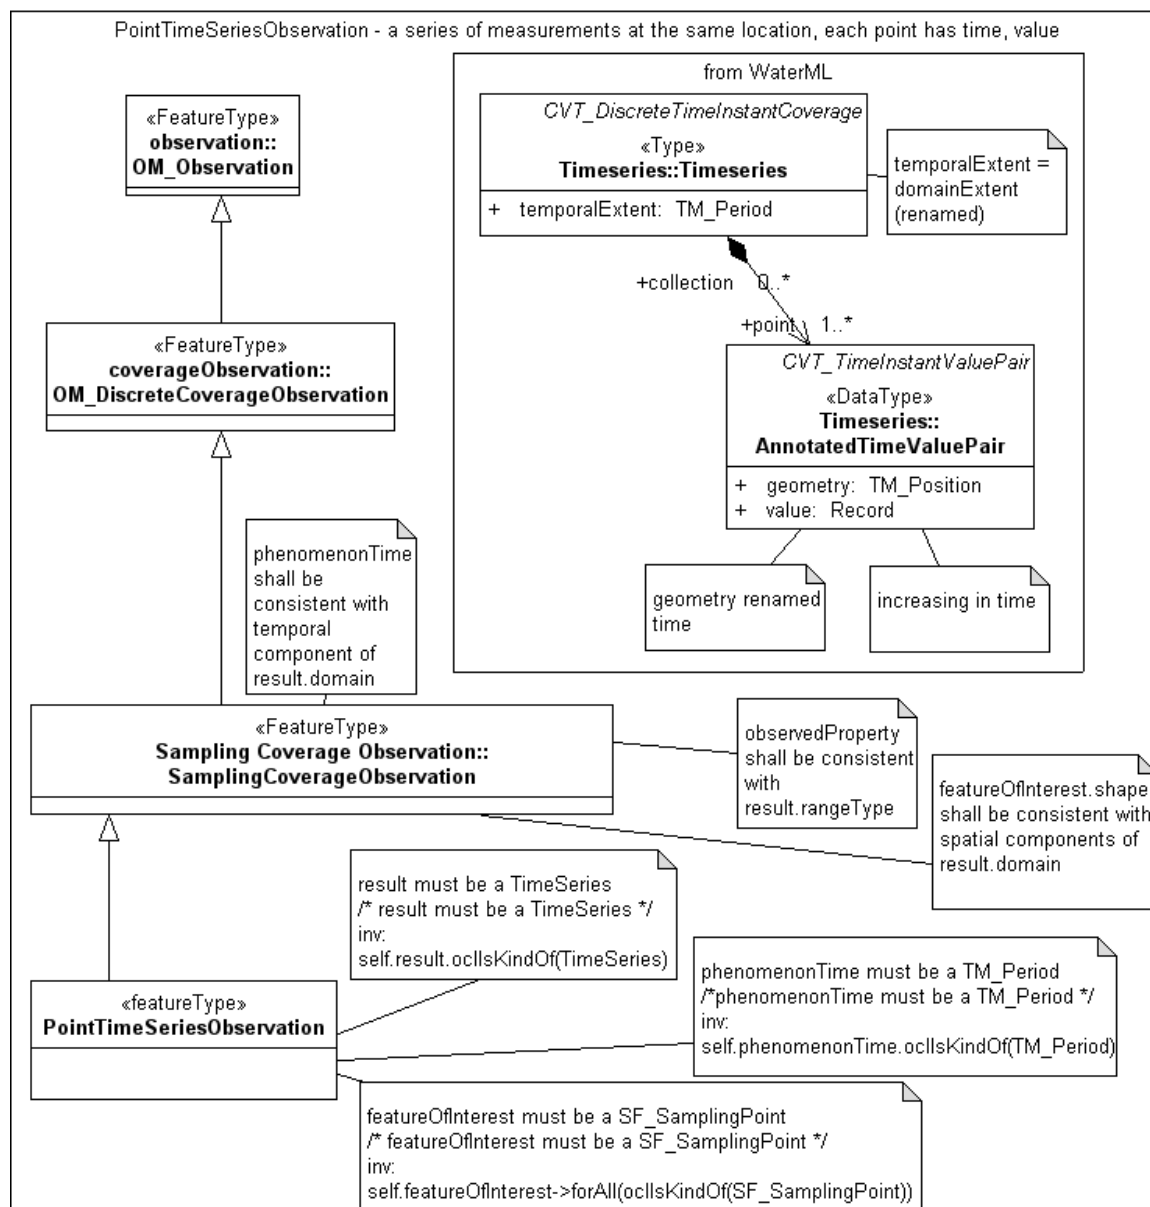 PointTimeSeriesObservation - a series of measurements at the same location, each point has time, value
from WaterML
«FeatureType»
observation::
OM_Observation
CVT_DiscreteTimeInstantCoverage
«Type»
Timeseries::Timeseries
+ temporalExtent: TM_Period
temporalExtent =
domainExtent
(renamed)
+collection 0..*
+point 1..*
«FeatureType»
coverageObservation::
OM_DiscreteCoverageObservation
CVT_TimeInstantValuePair
«DataType»
Timeseries::
AnnotatedTimeValuePair
+ geometry: TM_Position
+ value: Record
geometry renamed
time
increasing in time
phenomenonTime
shall be
consistent with
temporal
component of
result.domain
«FeatureType»
Sampling Coverage Observation::
SamplingCoverageObservation
observedProperty
shall be consistent
with
result.rangeType
featureOfInterest.shape
shall be consistent with
spatial components of
result.domain
result must be a TimeSeries
/* result must be a TimeSeries */
inv:
self.result.oclIsKindOf(TimeSeries)
«featureType»
PointTimeSeriesObservation
phenomenonTime must be a TM_Period
/*phenomenonTime must be a TM_Period */
inv:
self.phenomenonTime.oclIsKindOf(TM_Period)
featureOfInterest must be a SF_SamplingPoint
/* featureOfInterest must be a SF_SamplingPoint */
inv:
self.featureOfInterest->forAll(oclIsKindOf(SF_SamplingPoint))